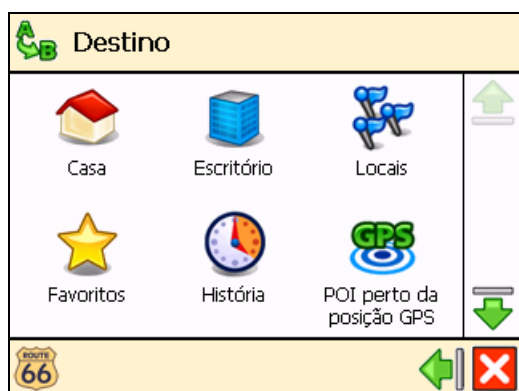 A
B
Destino
Casa
Escritório
Locais
GPS
Favoritos
História
POI perto da
posição GPS
ROUTE
66